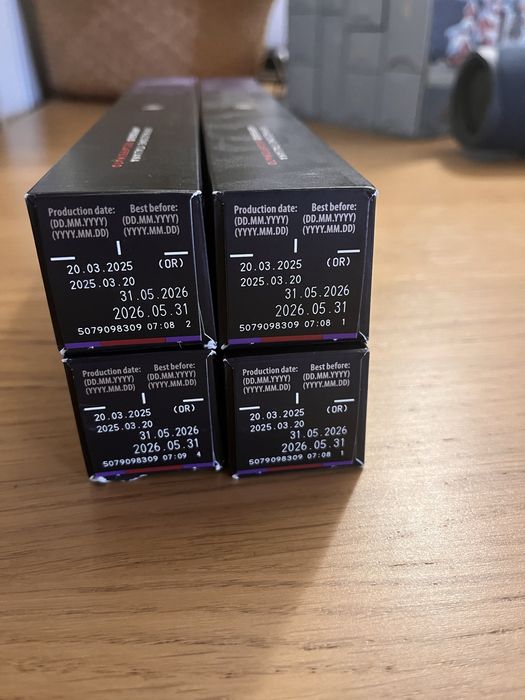 Production date: Best before:
(DD.MM.YYYY) (DD.MM.YYYY)
(YYYY.MM.DD) (YYYY.MM.DD)
20.03.2025 (OR)
2025.03.20
31.05.2026
2026.05.31
5079098309 07:08 2
Production date: Best before:
(DD.MM.YYYY) (DD.MM.YYYY)
(YYYY.MM.DD) (YYYY.MM.DD)
20.03.2025 (OR)
2025.03.20
31.05.2026
2026.05.31
5079098309 07:08 1
Production date: Best before:
(DD.MM.YYYY) (DD.MM.YYYY)
(YYYY.MM.DD) (YYYY.MM.DD)
20.03.2025 (OR)
2025.03.20
31.05.2026
2026.05.31
5079098309 07:09 4
Production date: Best before:
(DD.MM.YYYY) (DD.MM.YYYY)
(YYYY.MM.DD) (YYYY.MM.DD)
20.03.2025 (OR)
2025.03.20
31.05.2026
2026.05.31
5079098309 07:08 1